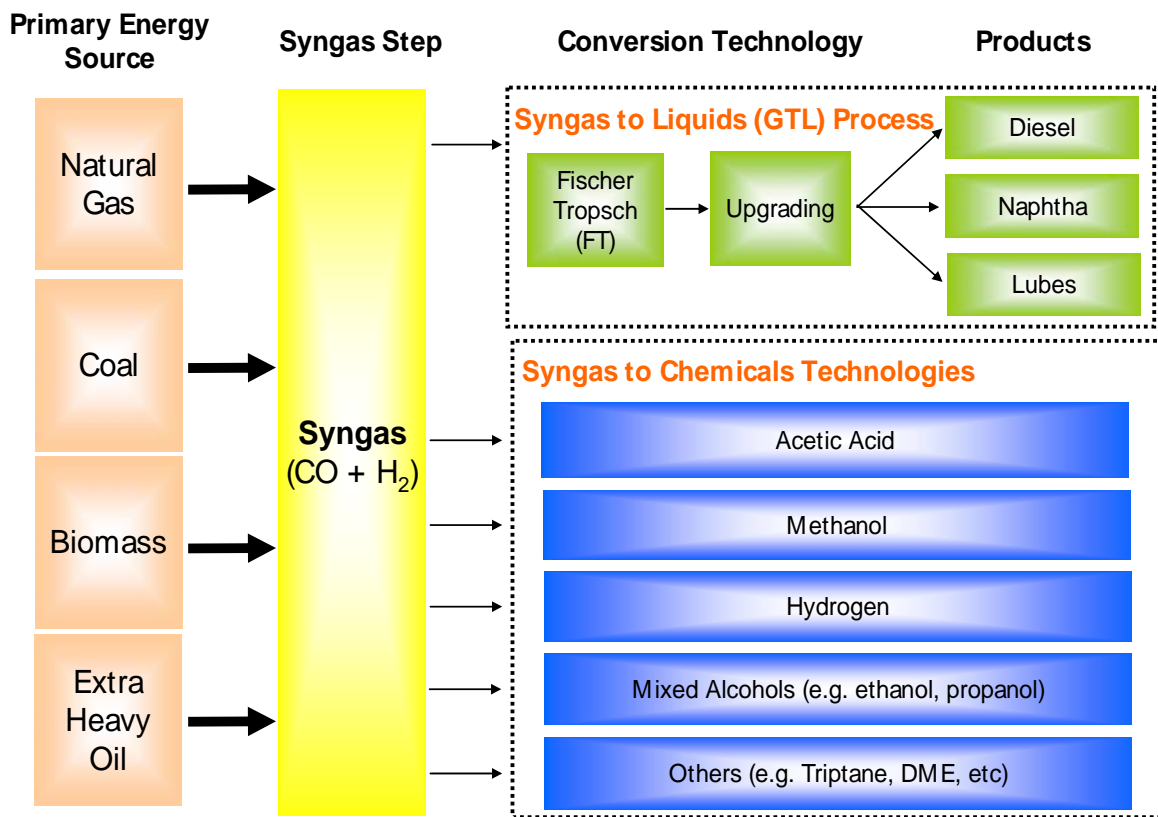 Primary Energy
Source
Syngas Step
Conversion Technology
Products
Natural
Gas
Coal
Biomass
Extra
Heavy
Oil
Syngas
(CO + H₂)
Syngas to Liquids (GTL) Process
Fischer
Tropsch
(FT)
Upgrading
Diesel
Naphtha
Lubes
Syngas to Chemicals Technologies
Acetic Acid
Methanol
Hydrogen
Mixed Alcohols (e.g. ethanol, propanol)
Others (e.g. Triptane, DME, etc)